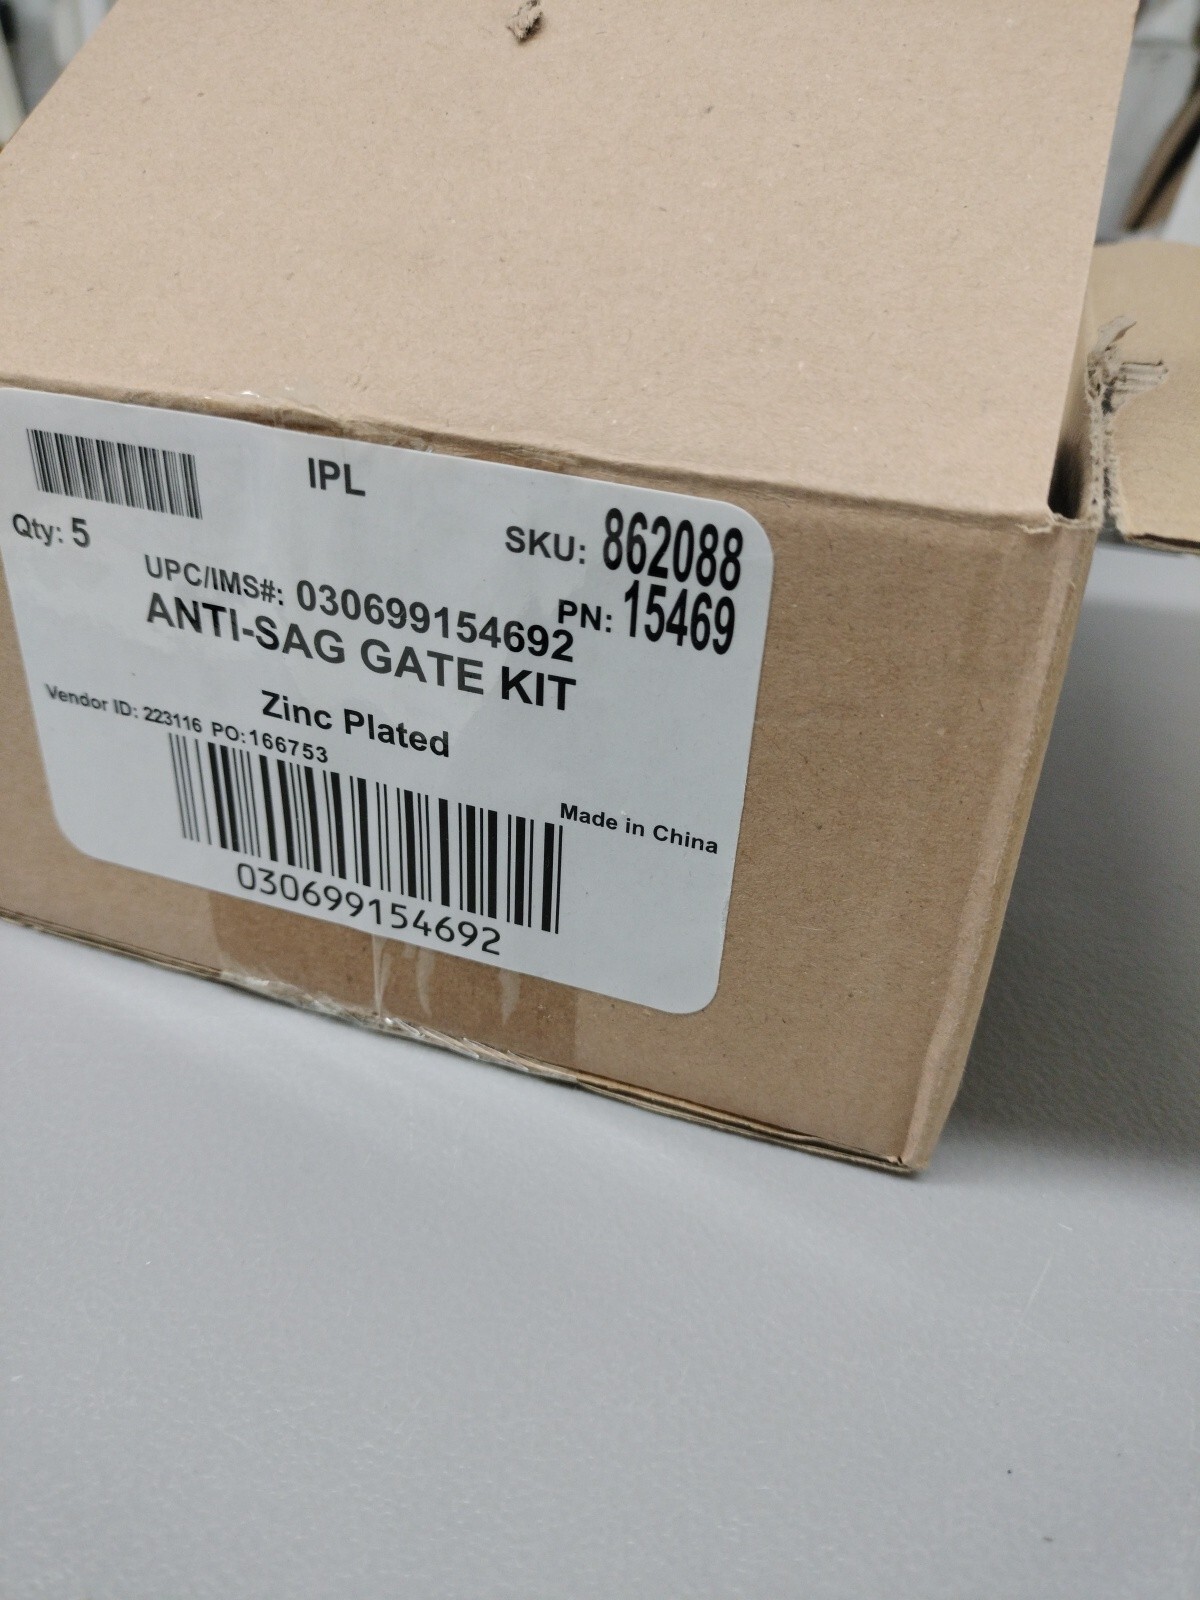 IPL
Qty: 5
SKU: 862088
UPC/IMS#: 030699154692
PN: 15469
ANTI-SAG GATE KIT
Zinc Plated
Vendor ID: 223116 PO:166753
Made in China
030699154692